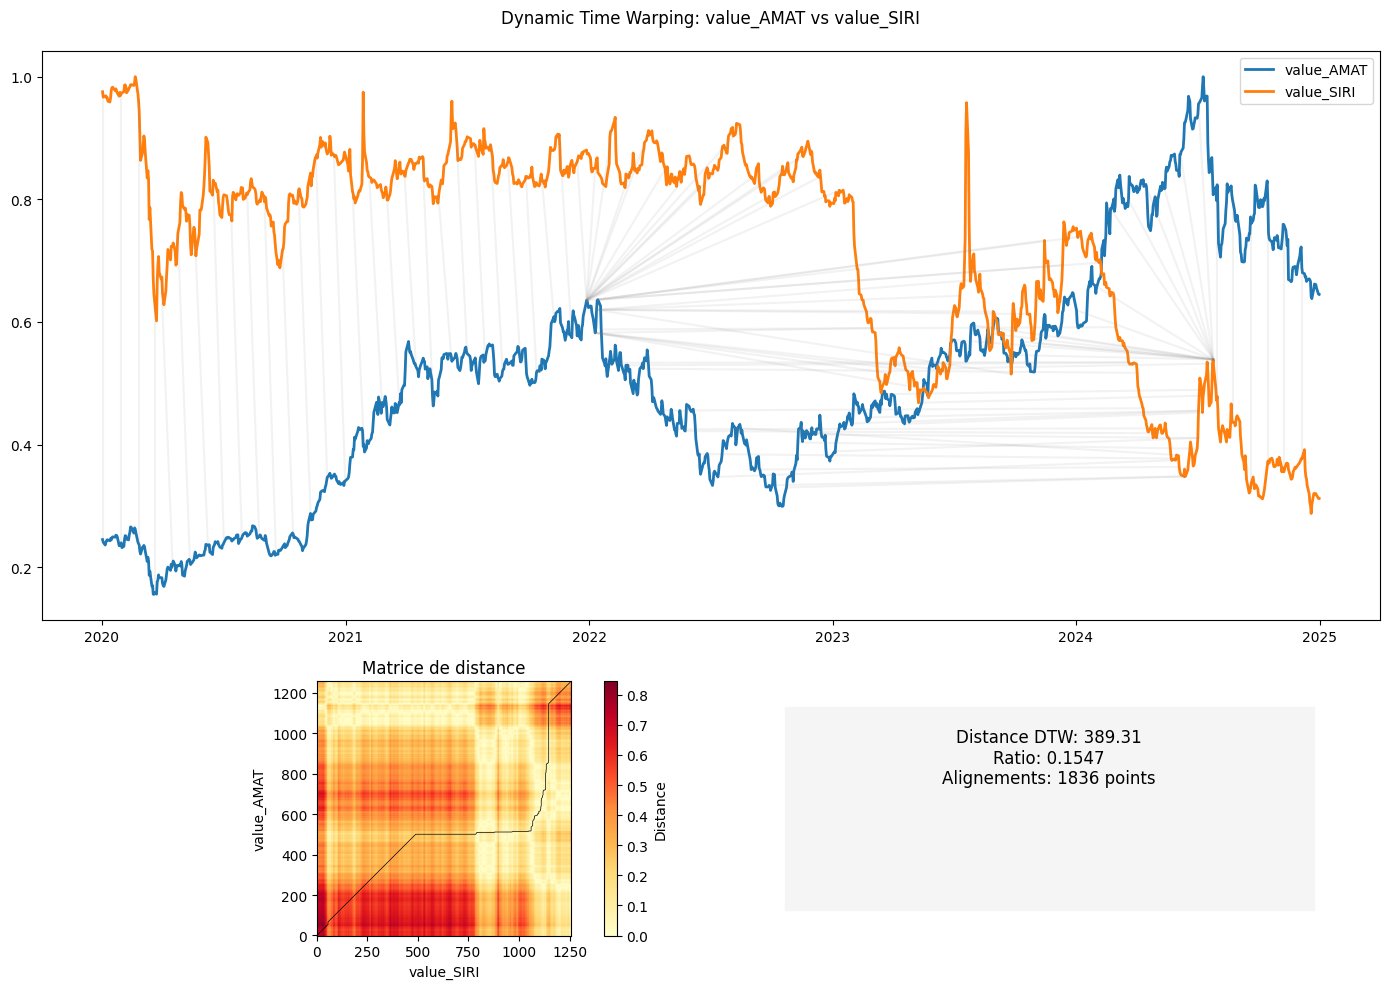 Dynamic Time Warping: value_AMAT vs value_SIRI
value_AMAT
value_SIRI
1.0
0.8
0.6
0.4
0.2
2020 2021 2022 2023 2024 2025
Matrice de distance
value_AMAT
1200
1000
800
600
400
200
0
0 250 500 750 1000 1250
value_SIRI
0.8
0.7
0.6
0.5
0.4
0.3
0.2
0.1
0.0
Distance
Distance DTW: 389.31
Ratio: 0.1547
Alignements: 1836 points